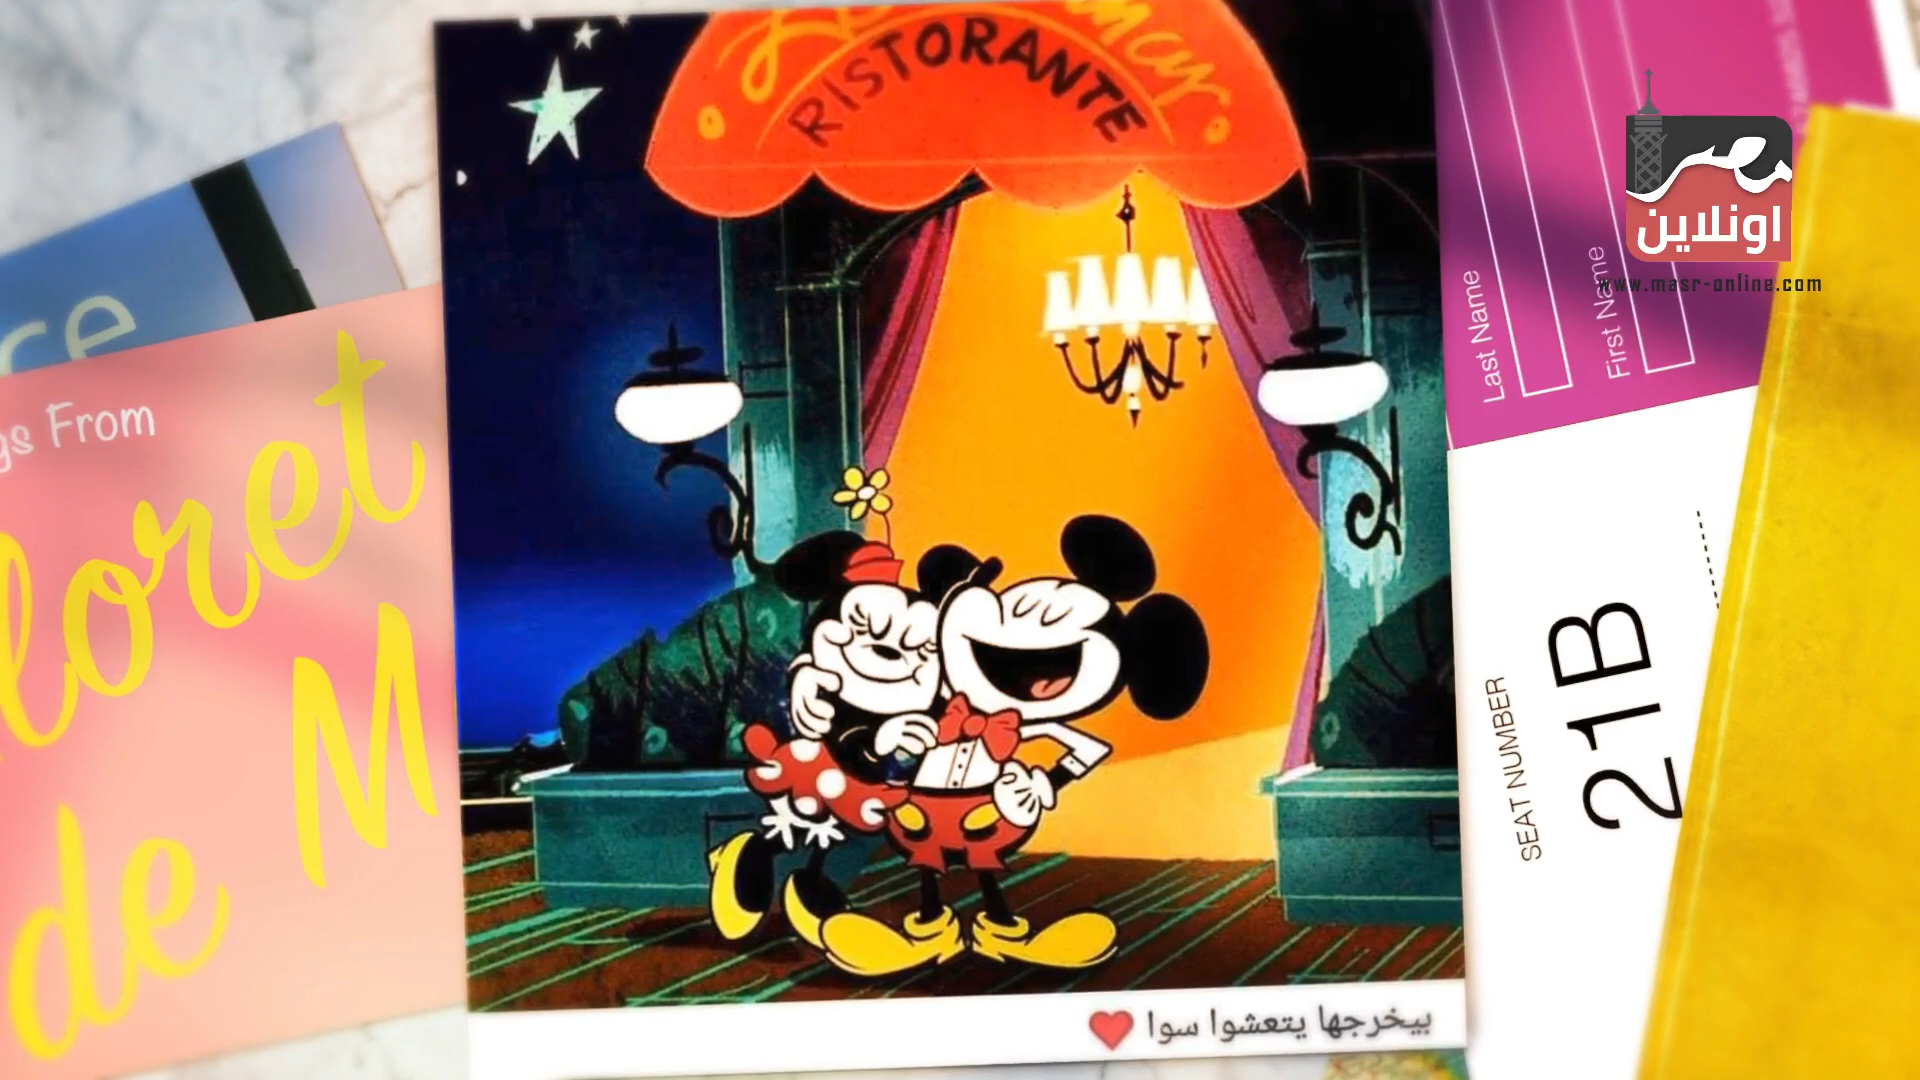 RISTORANTE
مصر
اونلاين
www.masr-online.com
Last Name
First Name
From
loret
de M
SEAT NUMBER
21B
بيخرجها يتعشوا سوا ❤